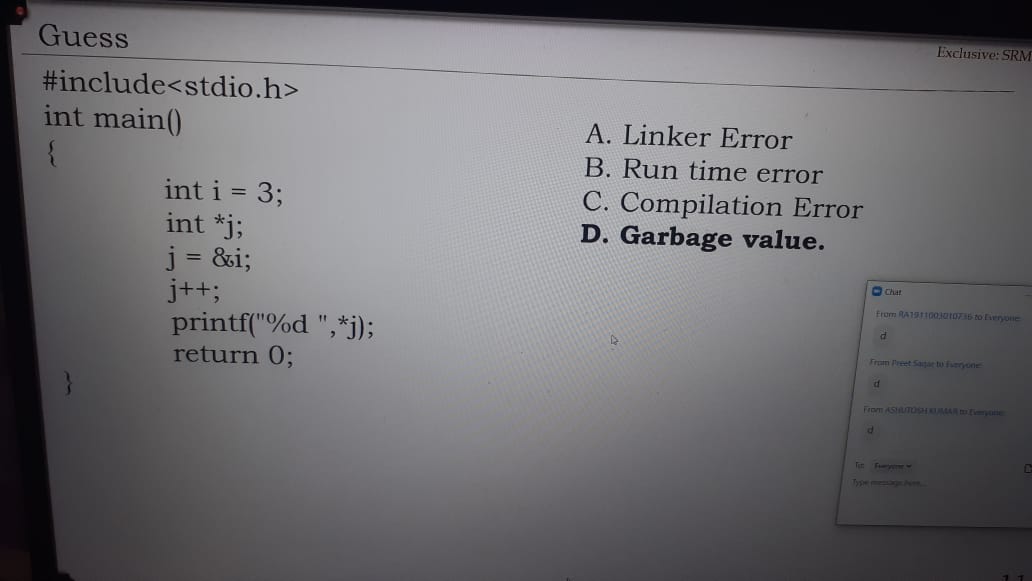 Guess
Exclusive: SRM
#include<stdio.h>
int main()
{
int i = 3;
int *j;
j = &i;
j++;
printf("%d ",*j);
return 0;
}
A. Linker Error
B. Run time error
C. Compilation Error
D. Garbage value.
Chat
From RA1911003010736 to Everyone:
d
From Preet Sagar to Everyone:
d
From ASHUTOSH KUMAR to Everyone:
d
To: Everyone
Type message here...